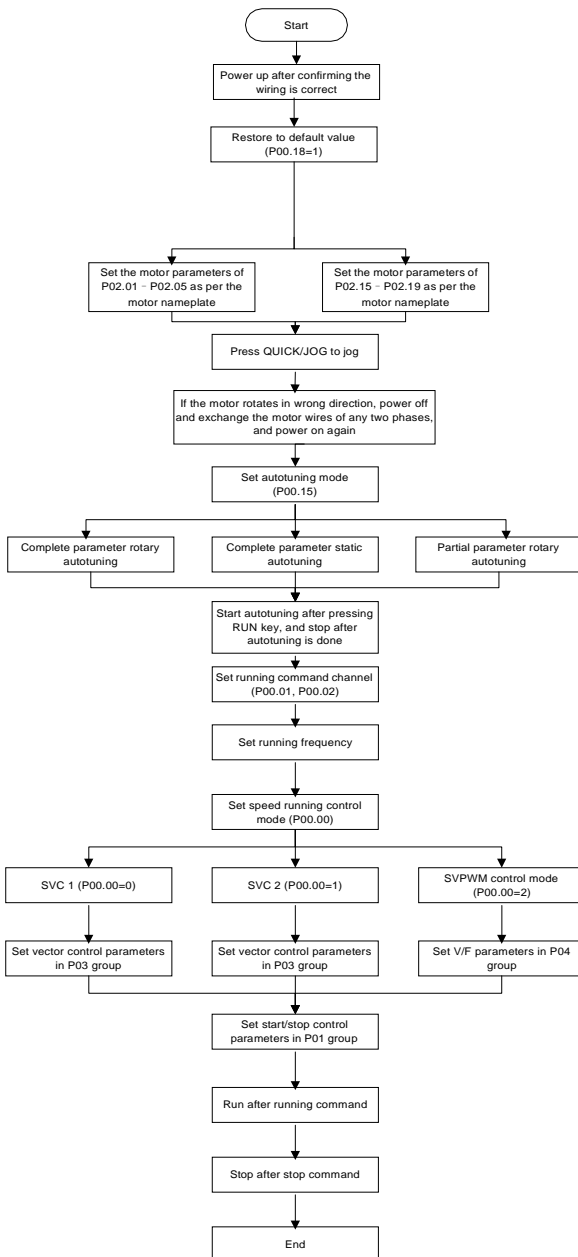 Start
Power up after confirming the
wiring is correct
Restore to default value
(P00.18=1)
Set the motor parameters of
P02.01 - P02.05 as per the
motor nameplate
Set the motor parameters of
P02.15 - P02.19 as per the
motor nameplate
Press QUICK/JOG to jog
If the motor rotates in wrong direction, power off
and exchange the motor wires of any two phases,
and power on again
Set autotuning mode
(P00.15)
Complete parameter rotary
autotuning
Complete parameter static
autotuning
Partial parameter rotary
autotuning
Start autotuning after pressing
RUN key, and stop after
autotuning is done
Set running command channel
(P00.01, P00.02)
Set running frequency
Set speed running control
mode (P00.00)
SVC 1 (P00.00=0)
SVC 2 (P00.00=1)
SVPWM control mode
(P00.00=2)
Set vector control parameters
in P03 group
Set vector control parameters
in P03 group
Set V/F parameters in P04
group
Set start/stop control
parameters in P01 group
Run after running command
Stop after stop command
End